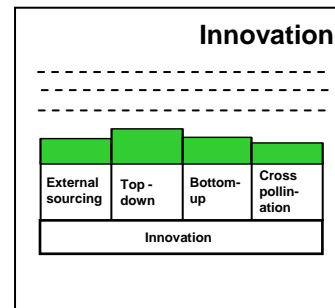 Innovation
External
sourcing
Top -
down
Bottom-
up
Cross
pollin-
ation
Innovation